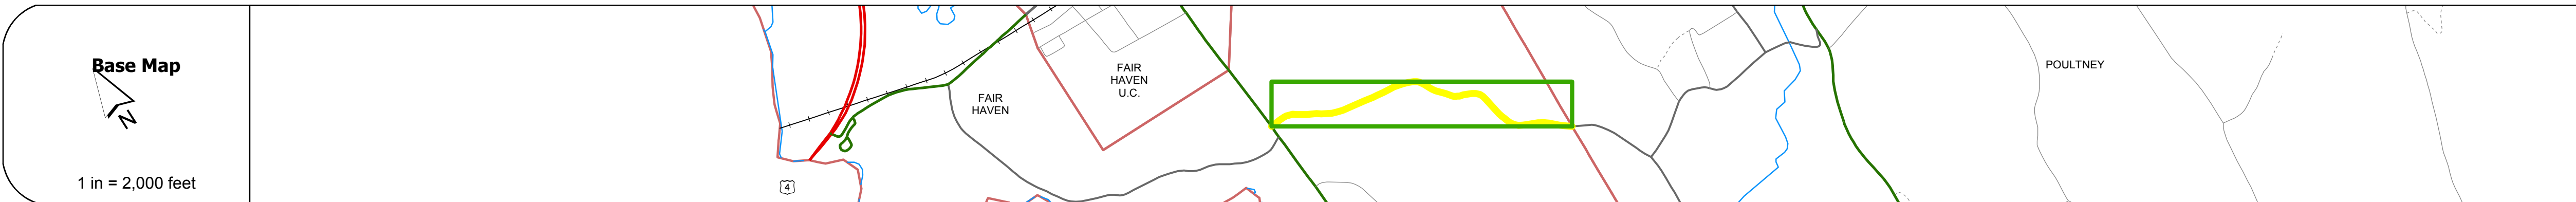 Base Map
N
1 in = 2,000 feet
4
FAIR
HAVEN
FAIR
HAVEN
U.C.
POULTNEY